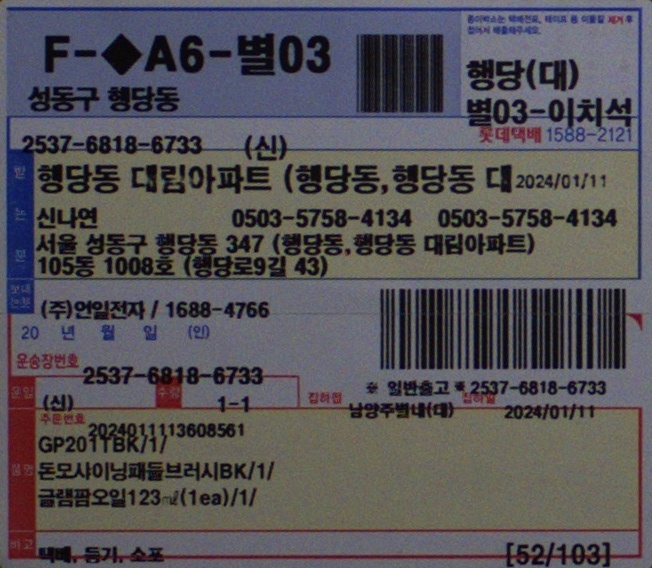 종이박스는 택배전표, 테이프 등 이물질 제거 후
접어서 배출해주세요.
F-◆A6-별03
성동구 행당동
행당(대)
별03-이치석
롯데택배 1588-2121
2537-6818-6733 (신)
받
는
분
행당동 대림아파트 (행당동,행당동 대 2024/01/11
신나연 0503-5758-4134 0503-5758-4134
서울 성동구 행당동 347 (행당동,행당동 대림아파트)
105동 1008호 (행당로9길 43)
(주)언일전자 / 1688-4766
20 년 월 일 (인)
운송장번호
2537-6818-6733
운임 (신) 수량 1-1
※ 일반출고 ※ 2537-6818-6733
집하점 집하일
남양주별내(대) 2024/01/11
주문번호
2024011113608561
GP201TBK/1/
돈모샤이닝패들브러시BK/1/
글램팜오일123㎖(1ea)/1/
비고 택배, 등기, 소포 [52/103]